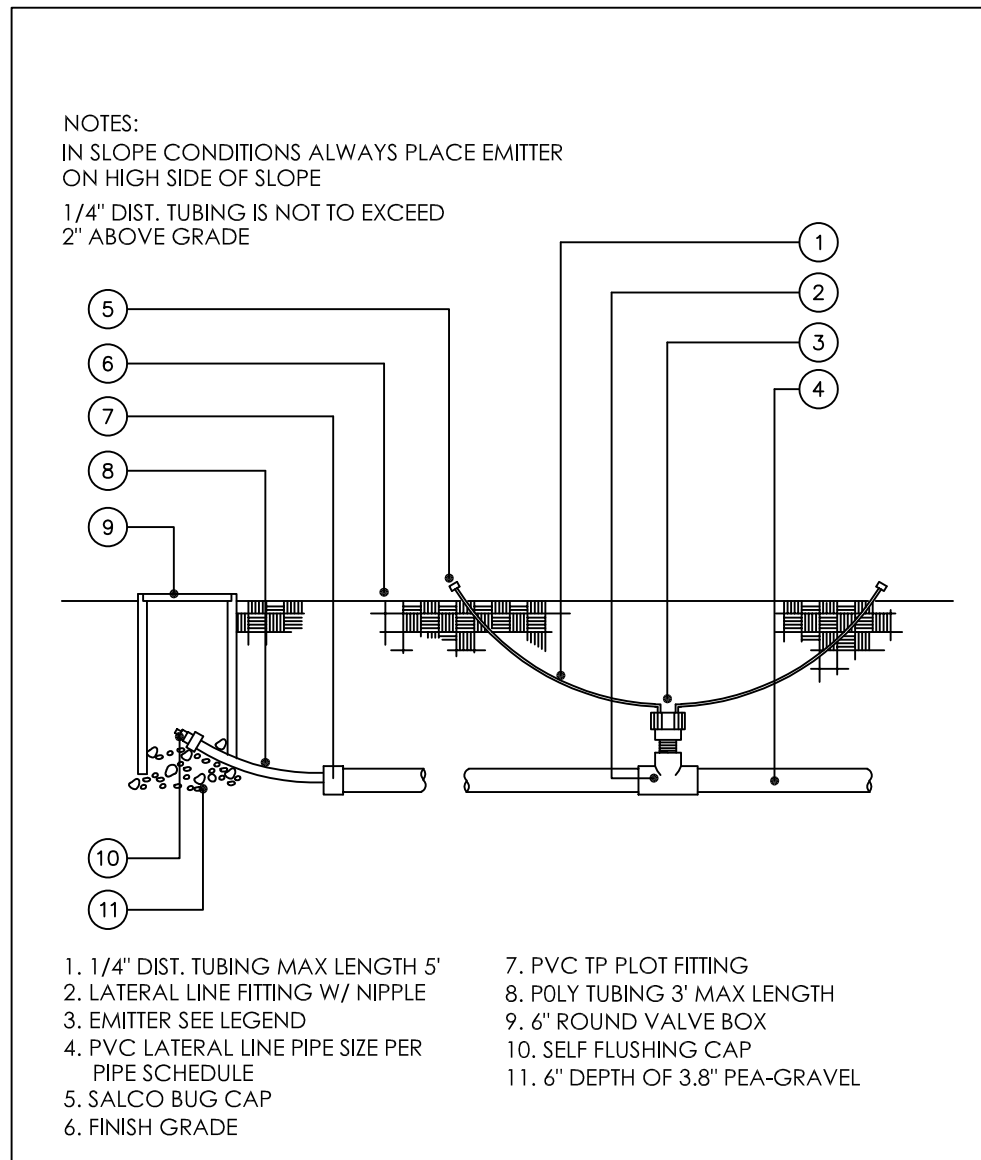 NOTES:
IN SLOPE CONDITIONS ALWAYS PLACE EMITTER
ON HIGH SIDE OF SLOPE
1/4" DIST. TUBING IS NOT TO EXCEED
2" ABOVE GRADE
1
2
3
4
5
6
7
8
9
10
11
1. 1/4" DIST. TUBING MAX LENGTH 5'
2. LATERAL LINE FITTING W/ NIPPLE
3. EMITTER SEE LEGEND
4. PVC LATERAL LINE PIPE SIZE PER
PIPE SCHEDULE
5. SALCO BUG CAP
6. FINISH GRADE
7. PVC TP PLOT FITTING
8. P0LY TUBING 3' MAX LENGTH
9. 6" ROUND VALVE BOX
10. SELF FLUSHING CAP
11. 6" DEPTH OF 3.8" PEA-GRAVEL